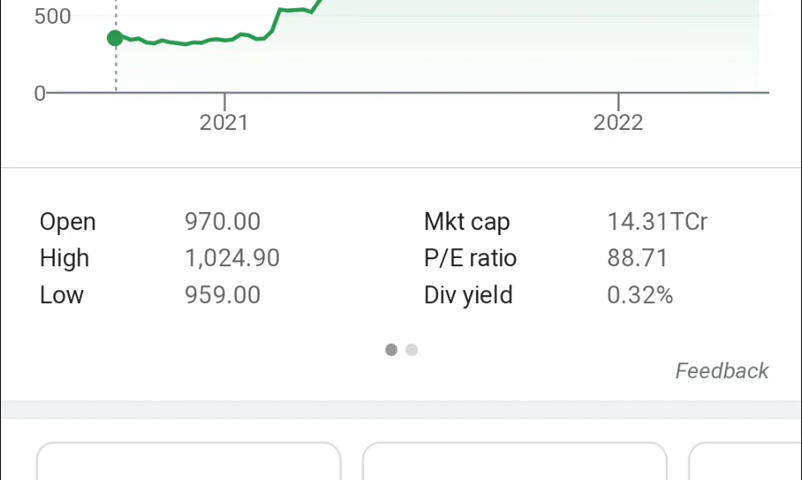 500
0
2021 2022
Open 970.00 Mkt cap 14.31TCr
High 1,024.90 P/E ratio 88.71
Low 959.00 Div yield 0.32%
Feedback